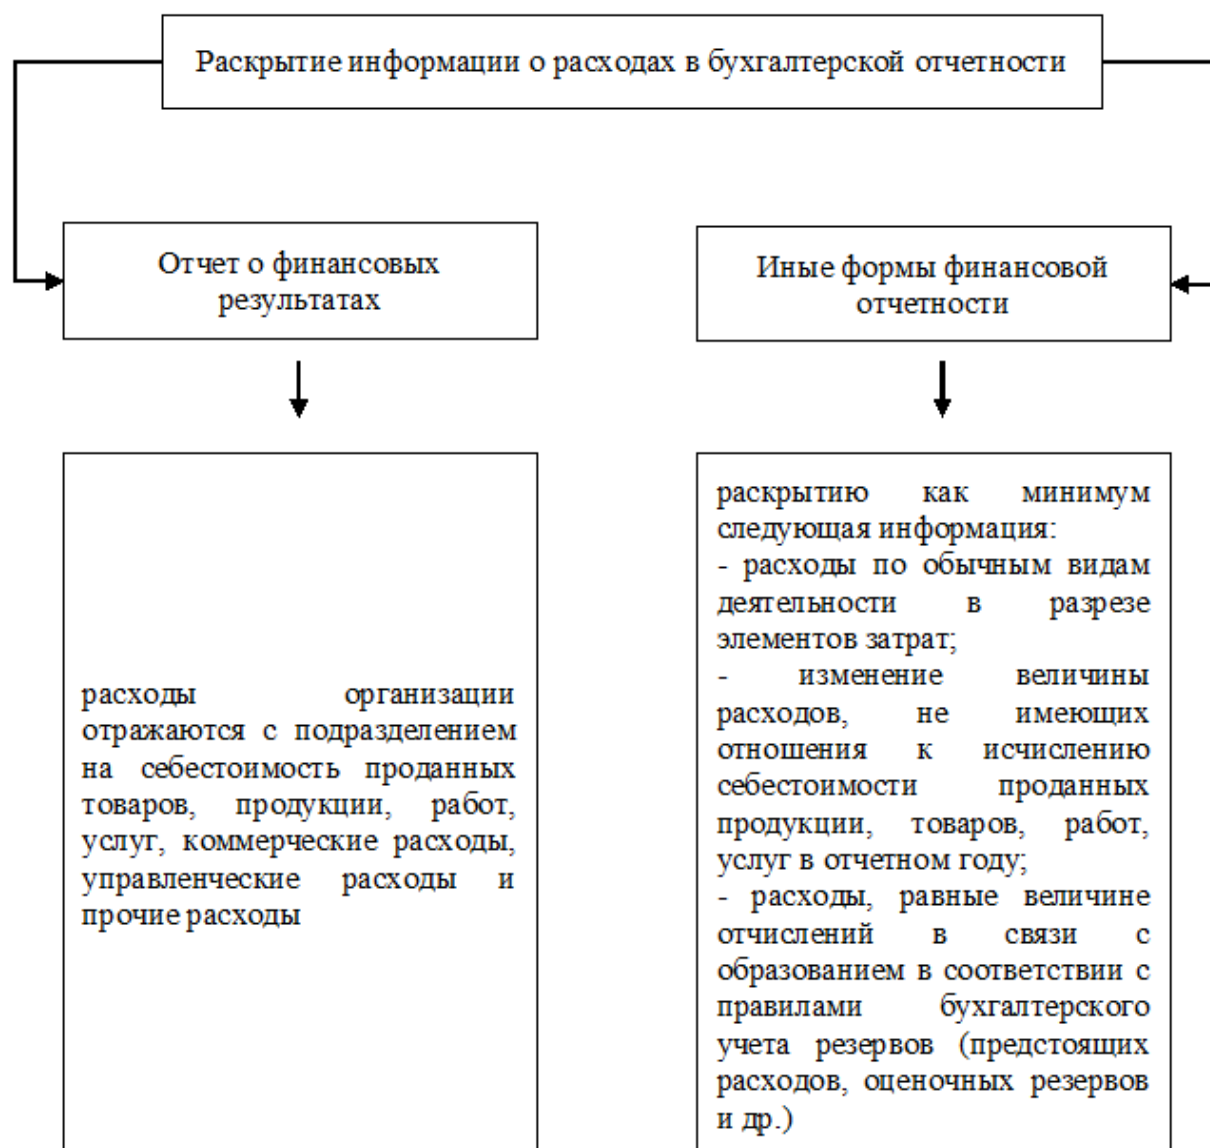 Раскрытие информации о расходах в бухгалтерской отчетности
Отчет о финансовых
результатах
Иные формы финансовой
отчетности
расходы организации
отражаются с подразделением
на себестоимость проданных
товаров, продукции, работ,
услуг, коммерческие расходы,
управленческие расходы и
прочие расходы
раскрытию как минимум
следующая информация:
- расходы по обычным видам
деятельности в разрезе
элементов затрат;
- изменение величины
расходов, не имеющих
отношения к исчислению
себестоимости проданных
продукции, товаров, работ,
услуг в отчетном году;
- расходы, равные величине
отчислений в связи с
образованием в соответствии с
правилами бухгалтерского
учета резервов (предстоящих
расходов, оценочных резервов
и др.)